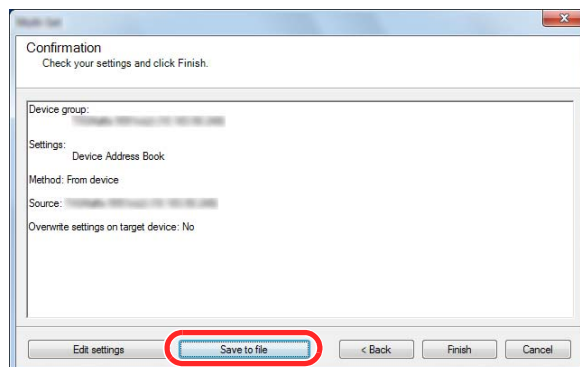 Confirmation
Check your settings and click Finish.
Device group:
Settings:
Device Address Book
Method: From device
Source:
Overwrite settings on target device: No
Edit settings
Save to file
< Back
Finish
Cancel